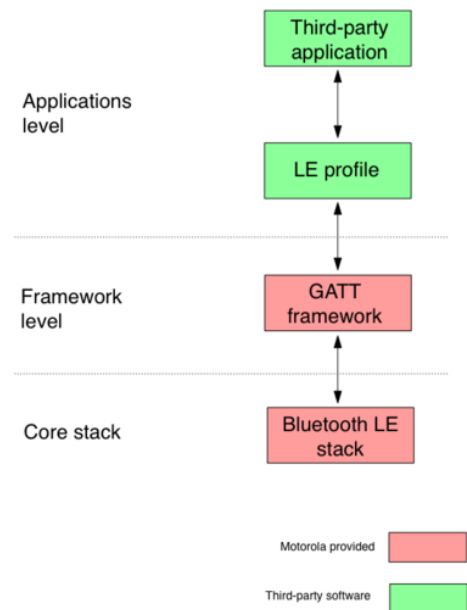 Third-party
application
Applications
level
LE profile
Framework
level
GATT
framework
Core stack
Bluetooth LE
stack
Motorola provided
Third-party software